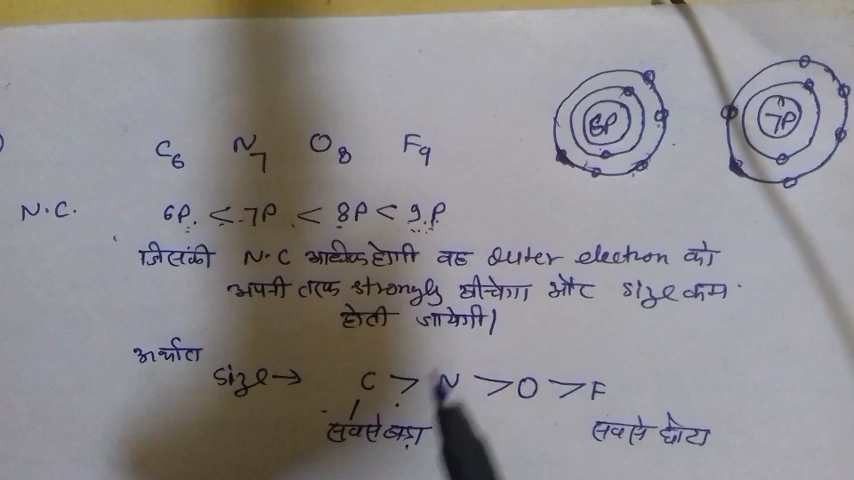 C6 N7 O8 F9
6P
7P
N.C. 6P < 7P < 8P < 9P
जिसकी N.C अधिक होगी वह outer electron को
अपनी तरफ strongly खीचेगा और size कम
होती जायेगी।
अर्थात
Size → C > N > O > F
सबसे बड़ा सबसे छोटा